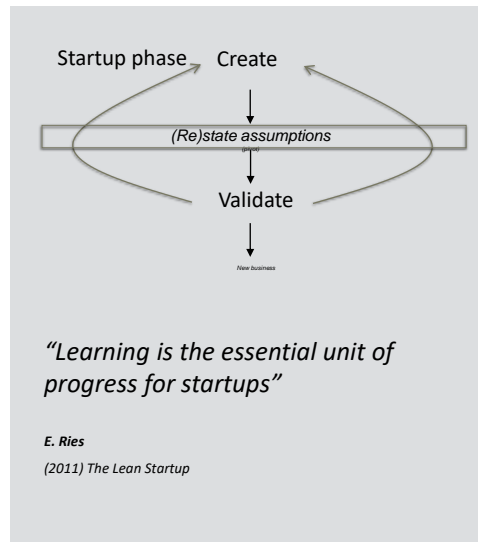 Startup phase Create
(Re)state assumptions
(pivot)
Validate
New business
“Learning is the essential unit of
progress for startups”
E. Ries
(2011) The Lean Startup